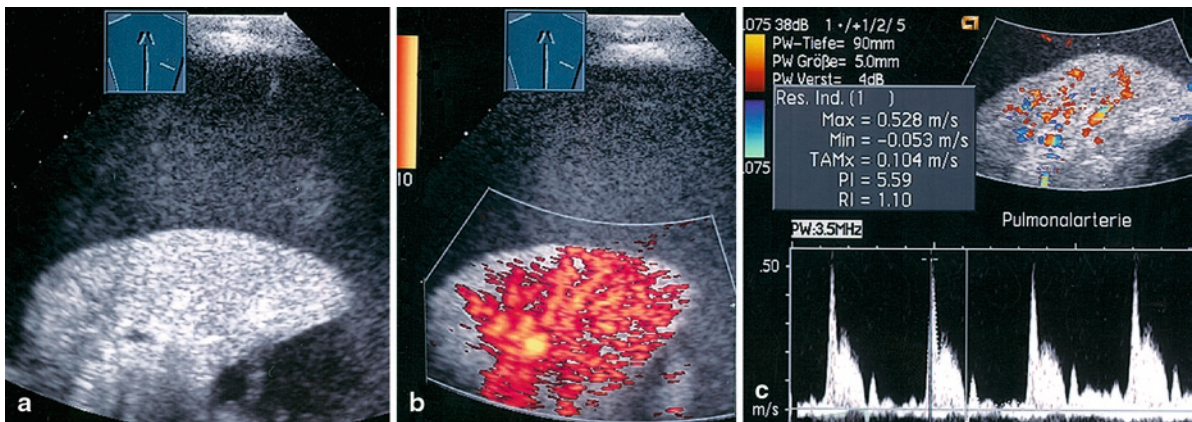 a
10
b
.075 38dB 1 ∙/+1/2/ 5
PW-Tiefe= 90mm
PW Größe= 5.0mm
PW Verst= 4dB
Res. Ind. (1 )
Max = 0.528 m/s
Min = -0.053 m/s
TAMx = 0.104 m/s
PI = 5.59
RI = 1.10
.075
Pulmonalarterie
PW:3.5MHz
.50
c
m/s